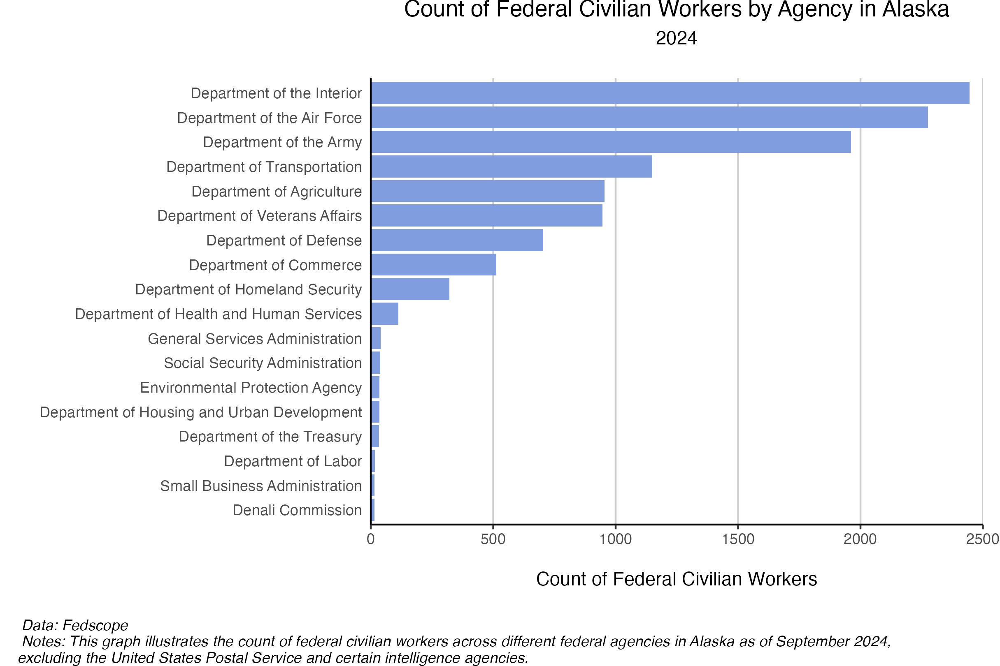 Count of Federal Civilian Workers by Agency in Alaska
2024
Department of the Interior
Department of the Air Force
Department of the Army
Department of Transportation
Department of Agriculture
Department of Veterans Affairs
Department of Defense
Department of Commerce
Department of Homeland Security
Department of Health and Human Services
General Services Administration
Social Security Administration
Environmental Protection Agency
Department of Housing and Urban Development
Department of the Treasury
Department of Labor
Small Business Administration
Denali Commission
0 500 1000 1500 2000 2500
Count of Federal Civilian Workers
Data: Fedscope
Notes: This graph illustrates the count of federal civilian workers across different federal agencies in Alaska as of September 2024,
excluding the United States Postal Service and certain intelligence agencies.